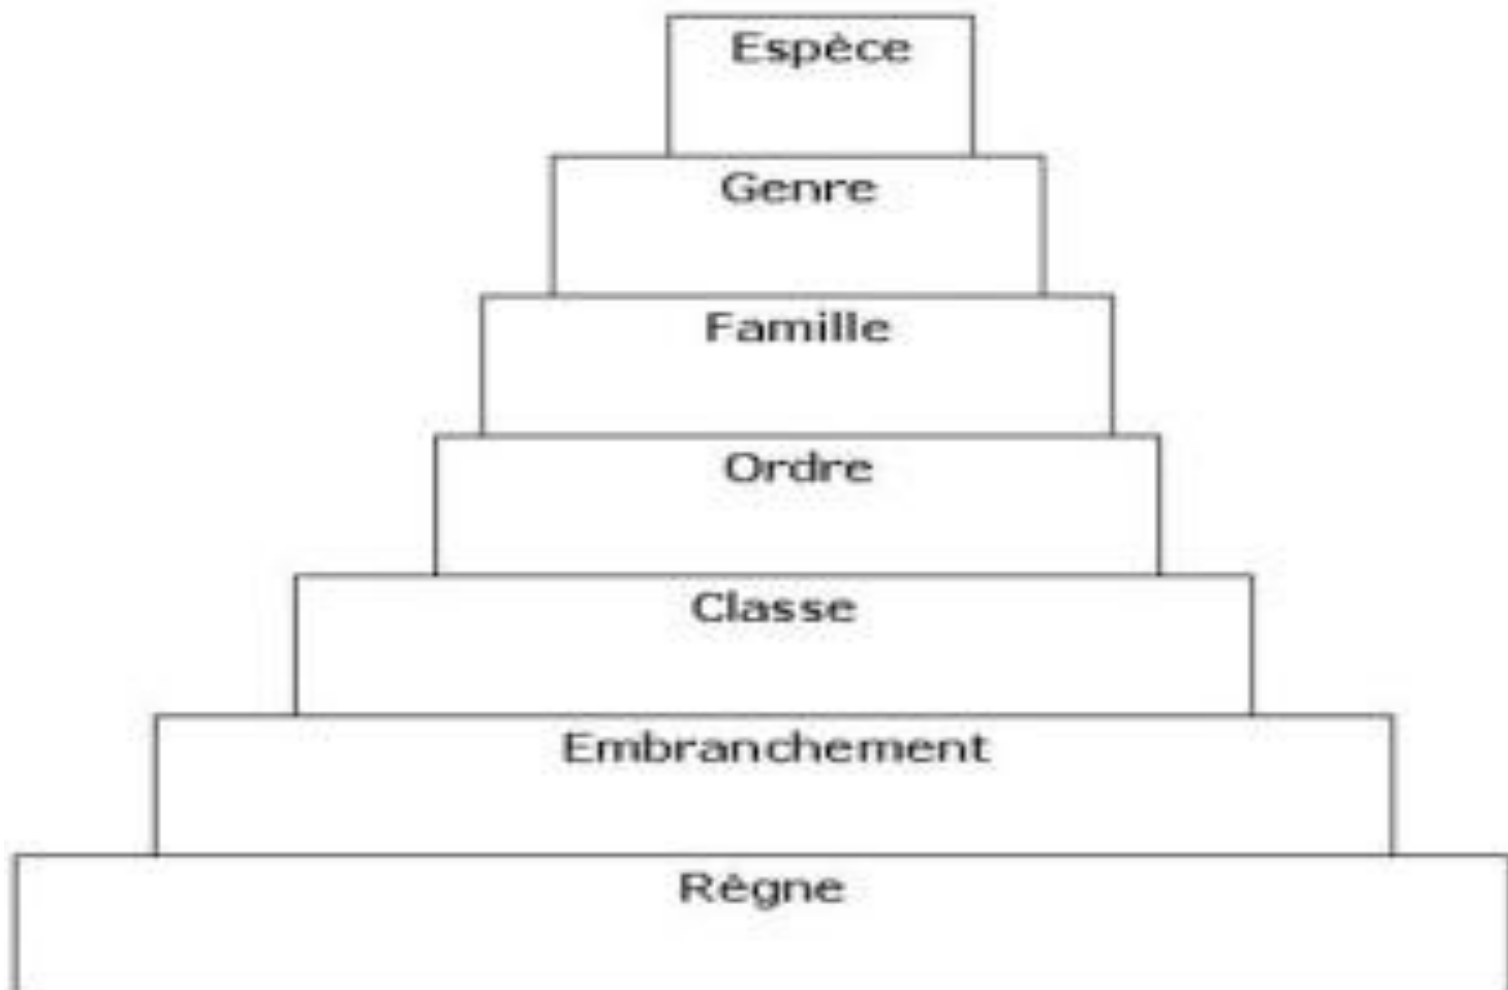 Espèce
Genre
Famille
Ordre
Classe
Embranchement
Règne